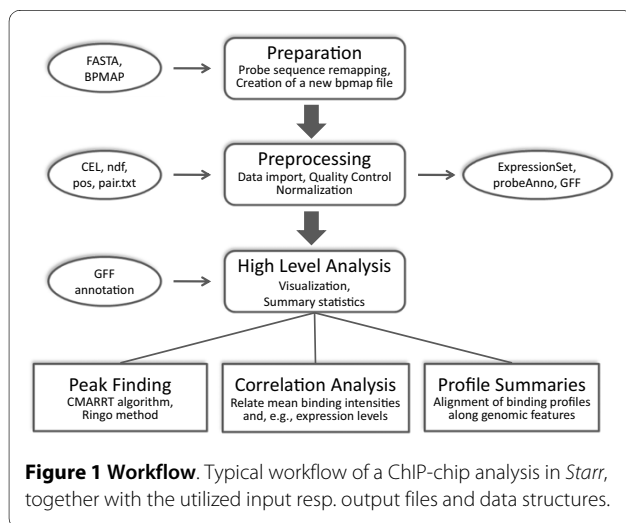 FASTA,
BPMAP
Preparation
Probe sequence remapping,
Creation of a new bpmap file
CEL, ndf,
pos, pair.txt
Preprocessing
Data import, Quality Control
Normalization
ExpressionSet,
probeAnno, GFF
GFF
annotation
High Level Analysis
Visualization,
Summary statistics
Peak Finding
CMARRT algorithm,
Ringo method
Correlation Analysis
Relate mean binding intensities
and, e.g., expression levels
Profile Summaries
Alignment of binding profiles
along genomic features
Figure 1 Workflow. Typical workflow of a ChIP-chip analysis in Starr,
together with the utilized input resp. output files and data structures.